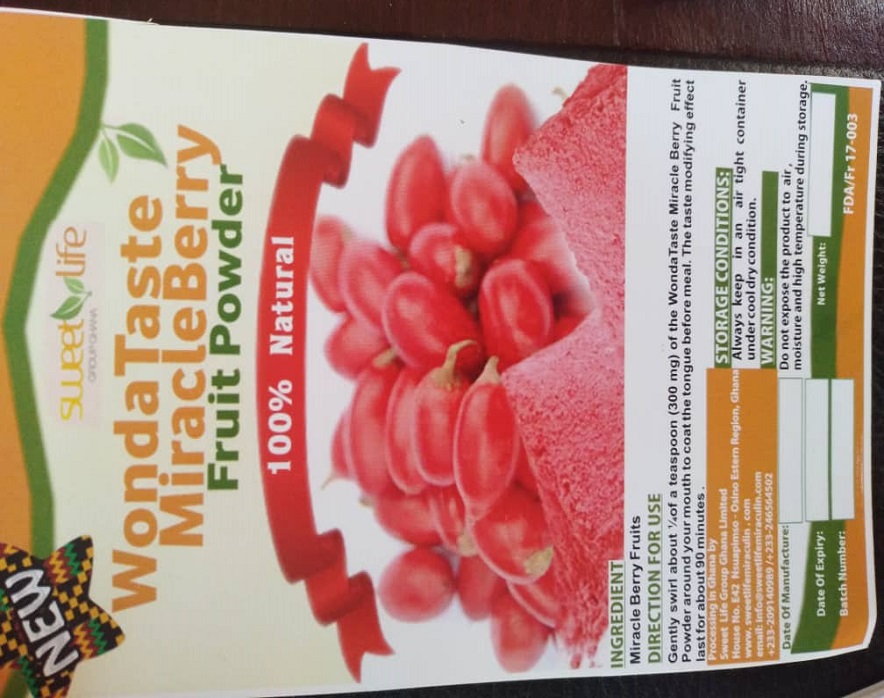 NEW
sweet life
GROUP GHANA
WondaTaste
MiracleBerry
Fruit Powder
100% Natural
INGREDIENT
Miracle Berry Fruits
DIRECTION FOR USE
Gently swirl about ¼of a teaspoon (300 mg) of the WondaTaste Miracle Berry Fruit
Powder around your mouth to coat the tongue before meal. The taste modifying effect
last for about 90 minutes .
Processing in Ghana by
Sweet Life Group Ghana Limited
House No. E42 Nsuapimso - Osino Estern Region, Ghana
www. sweetlifemiraculin . com
email: info@sweetlifemiraculin.com
+233-209140989 /+233-246564502
STORAGE CONDITIONS:
Always keep in an air tight container
under cool dry condition.
WARNING:
Do not expose the product to air,
moisture and high temperature during storage.
Date Of Manufacture:
Date Of Expiry:
Net Weight:
Batch Number:
FDA/Fr 17-003